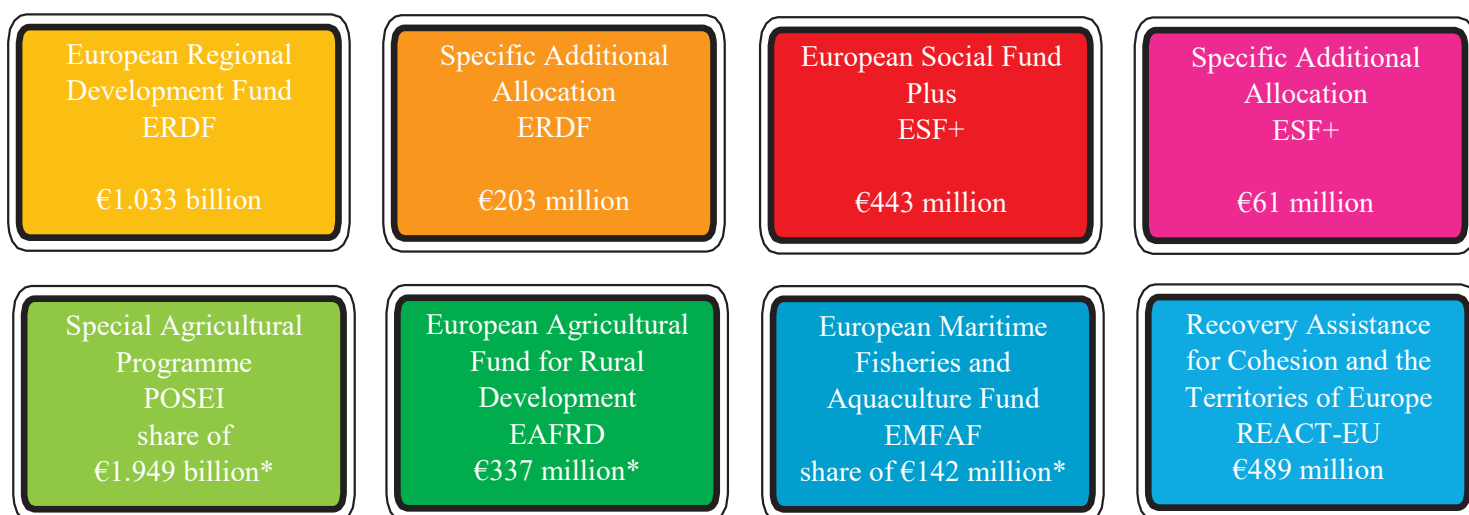 European Regional
Development Fund
ERDF
€1.033 billion
Specific Additional
Allocation
ERDF
€203 million
European Social Fund
Plus
ESF+
€443 million
Specific Additional
Allocation
ESF+
€61 million
Special Agricultural
Programme
POSEI
share of
€1.949 billion*
European Agricultural
Fund for Rural
Development
EAFRD
€337 million*
European Maritime
Fisheries and
Aquaculture Fund
EMFAF
share of €142 million*
Recovery Assistance
for Cohesion and the
Territories of Europe
REACT-EU
€489 million